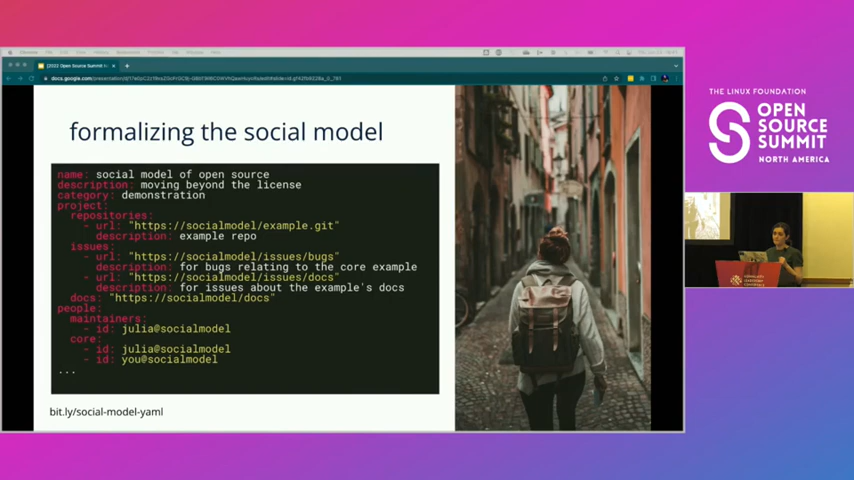 [2022 Open Source Summit
formalizing the social model
name: social model of open source
description: moving beyond the license
category: demonstration
project:
repositories:
- url: "https://socialmodel/example.git"
description: example repo
issues:
- url: "https://socialmodel/issues/bugs"
description: for bugs relating to the core example
- url: "https://socialmodel/issues/docs"
description: for issues about the example's docs
docs: "https://socialmodel/docs"
people:
maintainers:
- id: julia@socialmodel
core:
- id: julia@socialmodel
- id: you@socialmodel
...
bit.ly/social-model-yaml
THE LINUX FOUNDATION
OPEN
SOURCE
SUMMIT
NORTH AMERICA